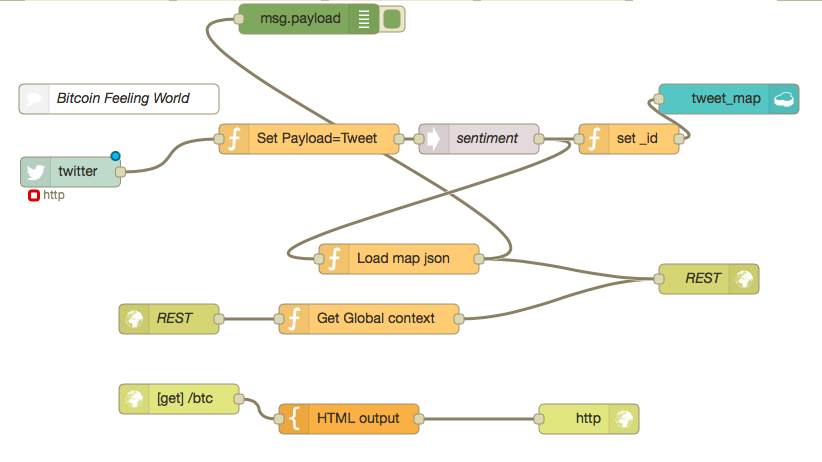 msg.payload
Bitcoin Feeling World
tweet_map
Set Payload=Tweet
sentiment
set _id
twitter
http
Load map json
REST
REST
Get Global context
[get] /btc
HTML output
http